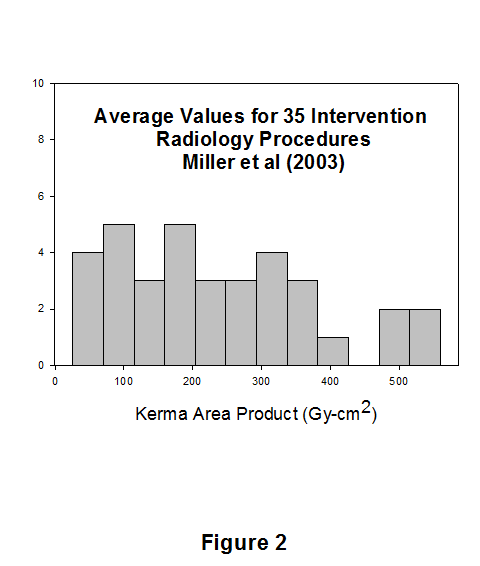 10
Average Values for 35 Intervention
Radiology Procedures
Miller et al (2003)
8
6
4
2
0
0 100 200 300 400 500
Kerma Area Product (Gy-cm2)
Figure 2